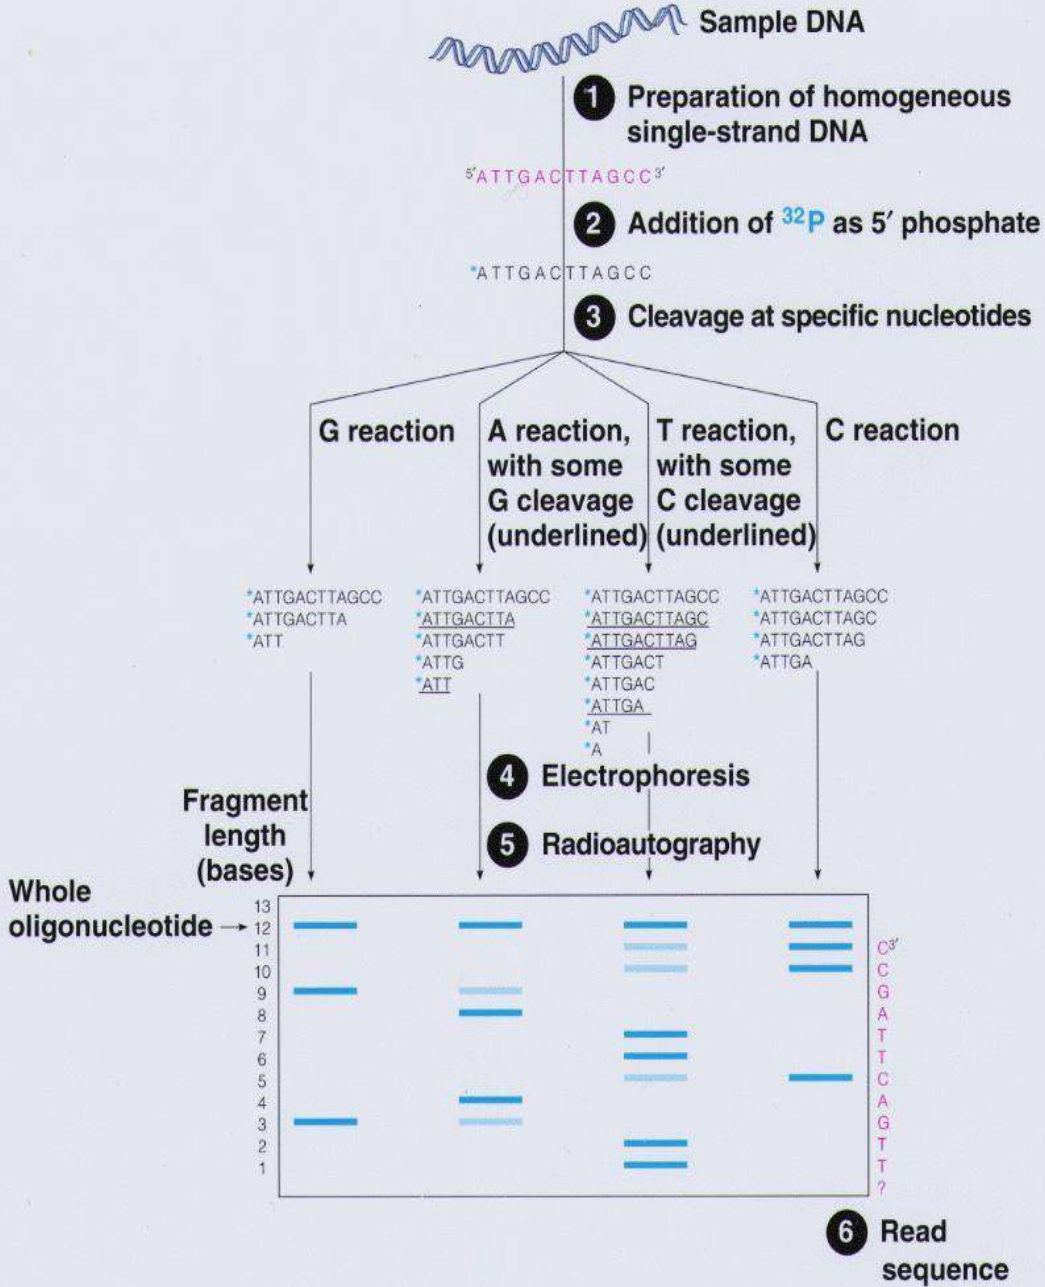 Sample DNA
1 Preparation of homogeneous
single-strand DNA
5′ATTGACTTAGCC3′
2 Addition of 32P as 5′ phosphate
*ATTGACTTAGCC
3 Cleavage at specific nucleotides
G reaction
A reaction,
with some
G cleavage
(underlined)
T reaction,
with some
C cleavage
(underlined)
C reaction
*ATTGACTTAGCC
*ATTGACTTA
*ATT
*ATTGACTTAGCC
*ATTGACTTA
*ATTGACTT
*ATTG
*ATT
*ATTGACTTAGCC
*ATTGACTTAGC
*ATTGACTTAG
*ATTGACT
*ATTGAC
*ATTGA
*AT
*A
*ATTGACTTAGCC
*ATTGACTTAGC
*ATTGACTTAG
*ATTGA
4 Electrophoresis
5 Radioautography
Fragment
length
(bases)
Whole
oligonucleotide
13
12
11
10
9
8
7
6
5
4
3
2
1
C3′
C
G
A
T
T
C
A
G
T
T
?
6 Read
sequence